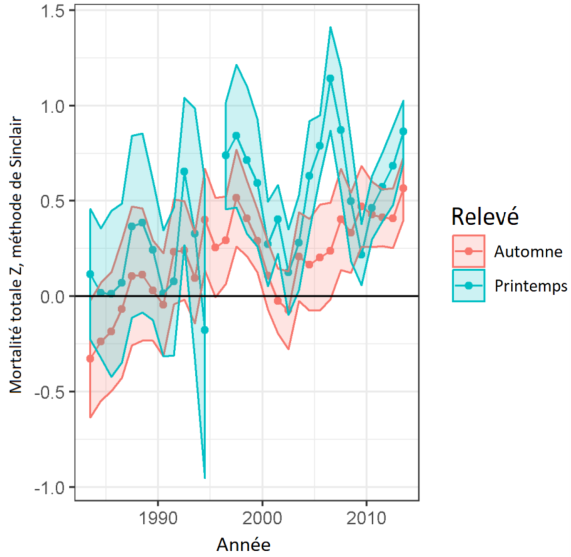 Mortalité totale Z, méthode de Sinclair
1.5
1.0
0.5
0.0
-0.5
-1.0
1990
2000
2010
Année
Relevé
Automne
Printemps